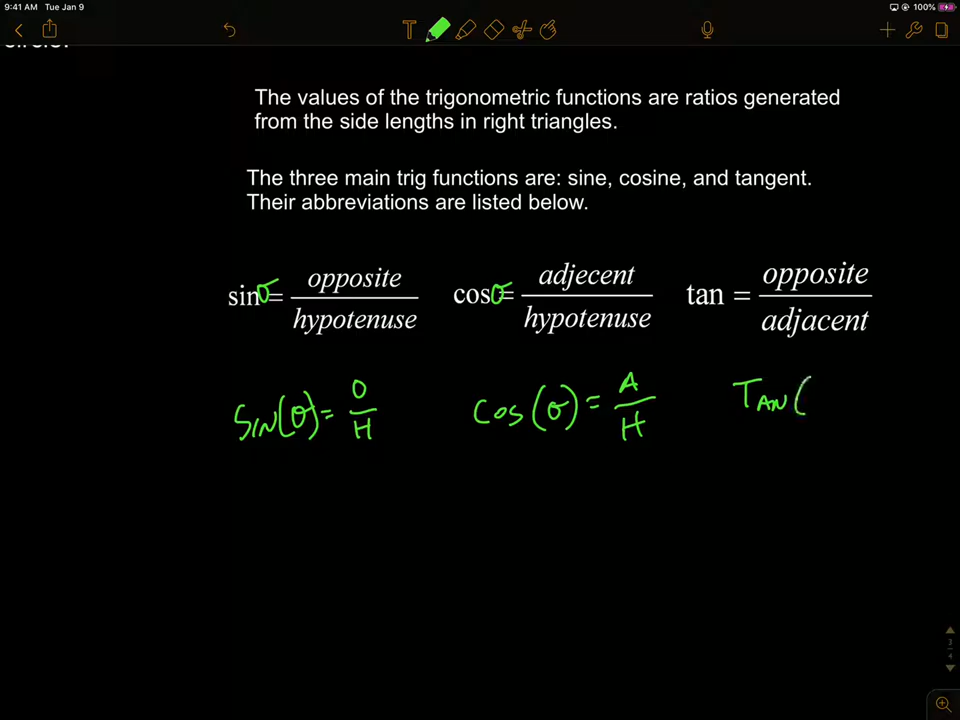 9:41 AM Tue Jan 9
100%
The values of the trigonometric functions are ratios generated
from the side lengths in right triangles.
The three main trig functions are: sine, cosine, and tangent.
Their abbreviations are listed below.
sinθ = opposite / hypotenuse
cosθ = adjecent / hypotenuse
tan = opposite / adjacent
SIN(θ) = O / H
COS(θ) = A / H
TAN(
3
4